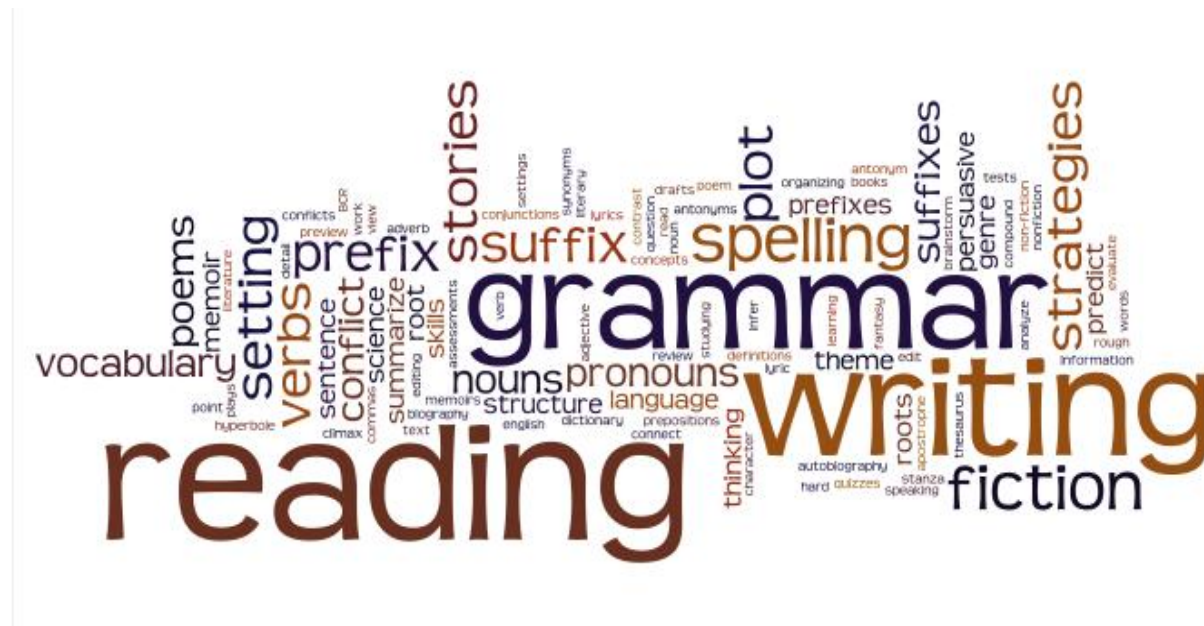 stories
strategies
suffixes
plot
persuasive
settings
synonyms
literary
antonym
tests
BCR
work
view
conflicts
preview
adverb
conjunctions
lyrics
contrast
question
read
noun
drafts
poem
antonyms
organizing
books
prefixes
brainstorm
genre
compound
non-fiction
nonfiction
poems
memoir
literature
setting
detail
prefix
suffix
concepts
spelling
predict
evaluate
words
rough
verbs
sentence
conflict
science
summarize
root
editing
skills
assessments
grammar
verb
adjective
studying
infer
learning
fantasy
analyze
vocabulary
review
definitions
lyric
theme
edit
information
nouns
pronouns
writing
point
plays
hyperbole
climax
commas
memoirs
biography
text
structure
language
english
dictionary
prepositions
connect
reading
thinking
character
roots
apostrophe
thesaurus
autobiography
hard
quizzes
stanza
speaking
fiction